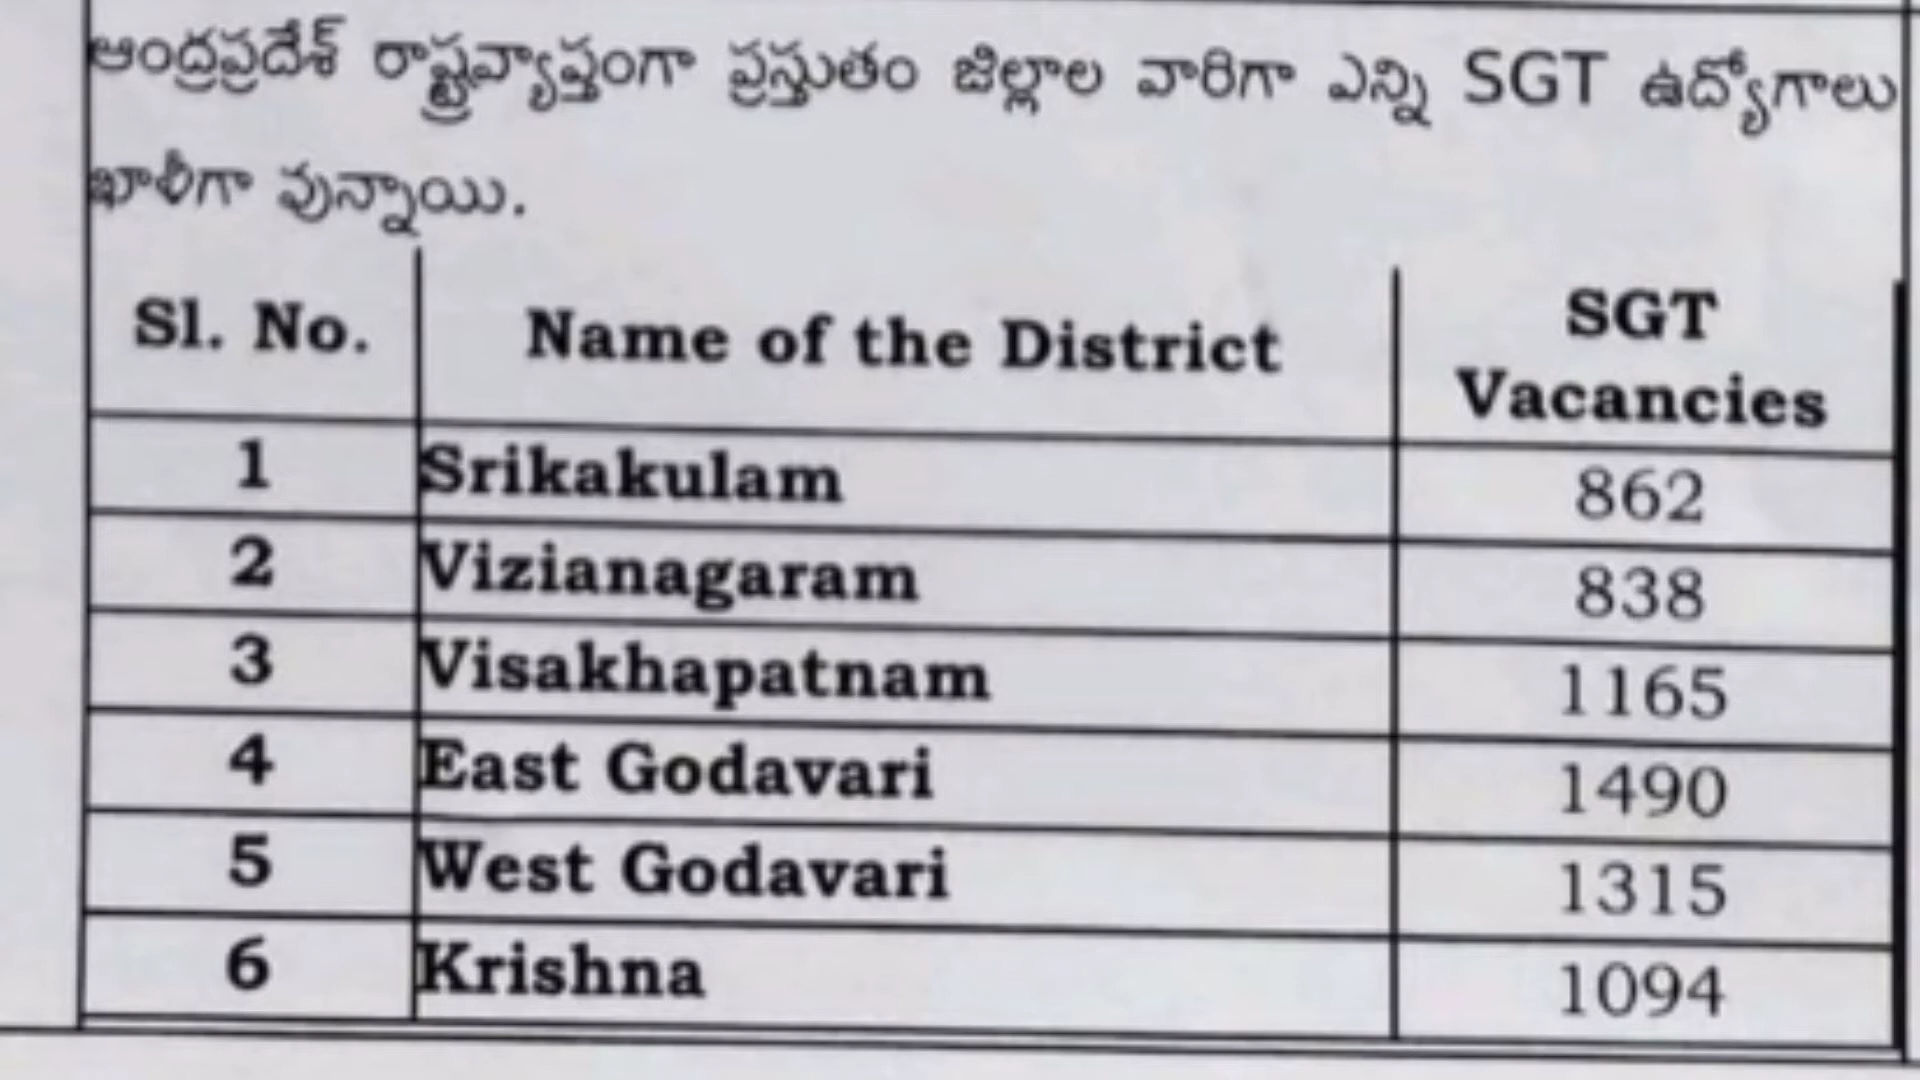 ఆంద్రప్రదేశ్ రాష్ట్రవ్యాప్తంగా ప్రస్తుతం జిల్లాల వారిగా ఎన్ని SGT ఉద్యోగాలు
ఖాళీగా వున్నాయి.
Sl. No. Name of the District SGT Vacancies
1 Srikakulam 862
2 Vizianagaram 838
3 Visakhapatnam 1165
4 East Godavari 1490
5 West Godavari 1315
6 Krishna 1094